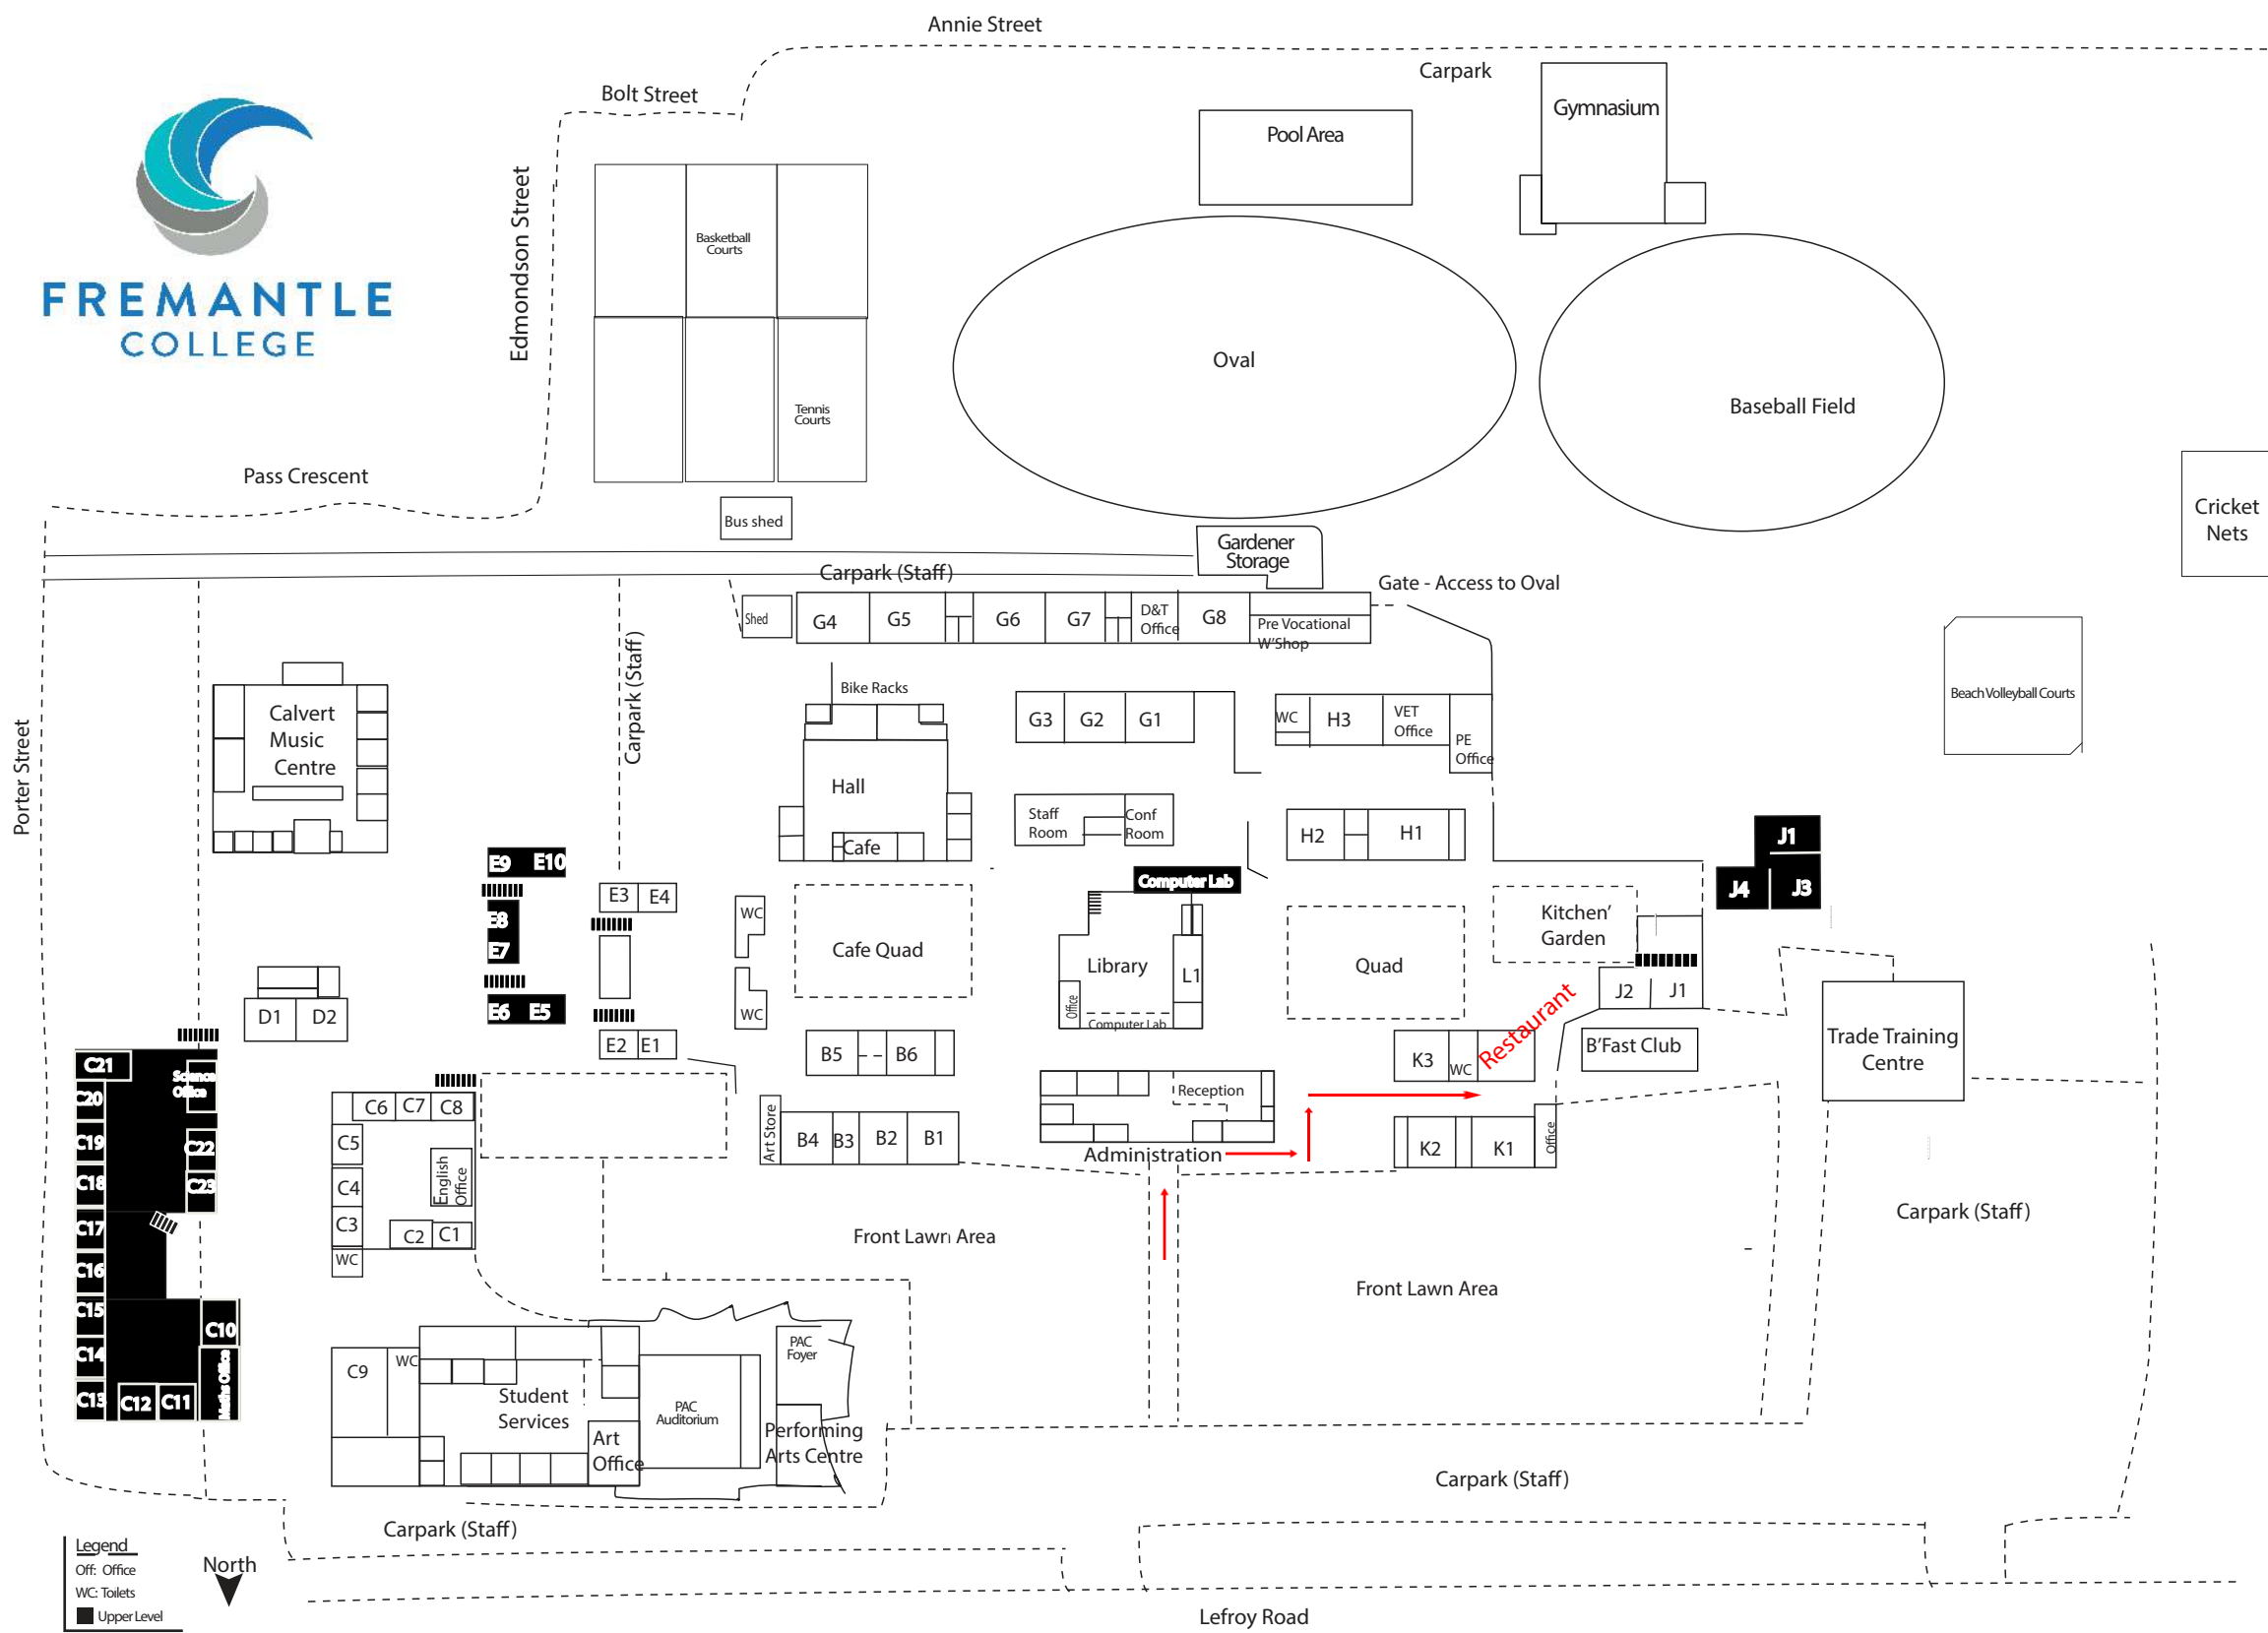 Annie Street
Carpark
Bolt Street
Gymnasium
Pool Area
Edmondson Street
Basketball
Courts
FREMANTLE
COLLEGE
Oval
Baseball Field
Tennis
Courts
Pass Crescent
Cricket
Nets
Bus shed
Gardener
Storage
Carpark (Staff)
Gate - Access to Oval
Shed
G4
G5
G6
G7
D&T
Office
G8
Pre Vocational
W'Shop
Carpark (Staff)
Bike Racks
Beach Volleyball Courts
Calvert
Music
Centre
G3
G2
G1
WC
H3
VET
Office
PE
Office
Porter Street
Hall
Staff
Room
Conf
Room
H2
H1
J1
Cafe
E9
E10
Computer Lab
J4
J3
E3
E4
WC
E8
E7
Cafe Quad
Library
L1
Quad
Kitchen'
Garden
Office
Computer Lab
J2
J1
Restaurant
E6
E5
WC
D1
D2
E2
E1
B5
B6
K3
WC
B'Fast Club
Trade Training
Centre
C21
Science
Office
C20
C6
C7
C8
Reception
C19
C22
C5
English
Office
Art Store
B4
B3
B2
B1
Administration
K2
K1
Office
C18
C23
C4
C17
C3
C2
C1
WC
Front Lawn Area
Carpark (Staff)
C16
Front Lawn Area
C15
C10
C14
Maths Office
C13
C12
C11
C9
WC
Student
Services
PAC
Auditorium
PAC
Foyer
Art
Office
Performing
Arts Centre
Carpark (Staff)
Carpark (Staff)
Legend
Off: Office
WC: Toilets
Upper Level
North
Lefroy Road